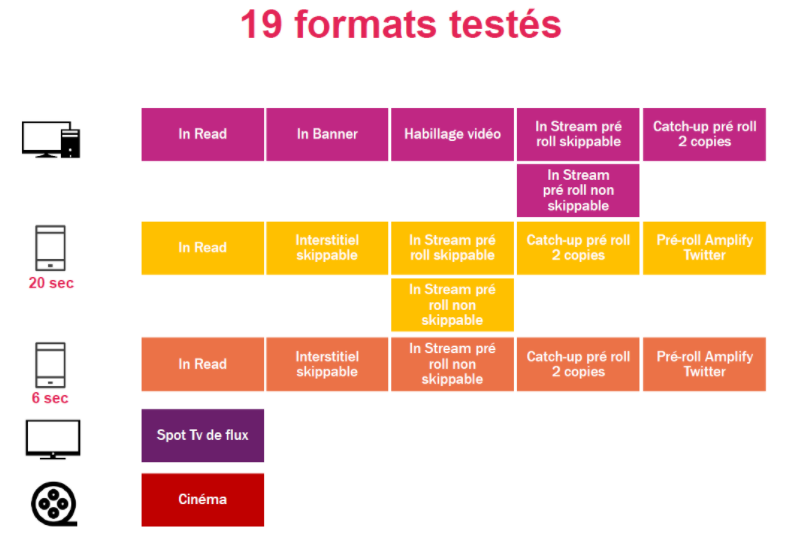 19 formats testés
In Read
In Banner
Habillage vidéo
In Stream pré
roll skippable
Catch-up pré roll
2 copies
In Stream
pré roll non
skippable
In Read
Interstitiel
skippable
In Stream pré
roll skippable
Catch-up pré roll
2 copies
Pré-roll Amplify
Twitter
20 sec
In Stream pré
roll non
skippable
In Read
Interstitiel
skippable
In Stream pré
roll non
skippable
Catch-up pré roll
2 copies
Pré-roll Amplify
Twitter
6 sec
Spot Tv de flux
Cinéma